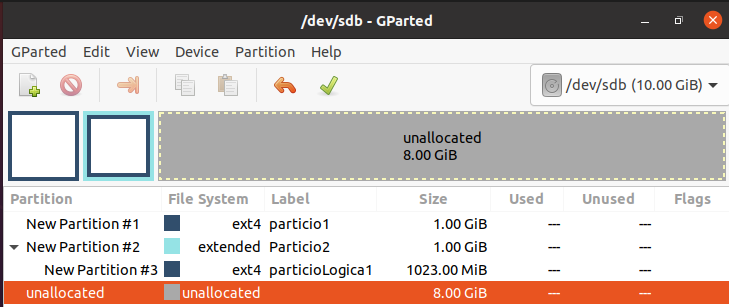 /dev/sdb - GParted
GParted Edit View Device Partition Help
/dev/sdb (10.00 GiB)
unallocated
8.00 GiB
Partition File System Label Size Used Unused Flags
New Partition #1 ext4 particio1 1.00 GiB --- ---
New Partition #2 extended Particio2 1.00 GiB --- ---
New Partition #3 ext4 particioLogica1 1023.00 MiB --- ---
unallocated unallocated 8.00 GiB --- ---